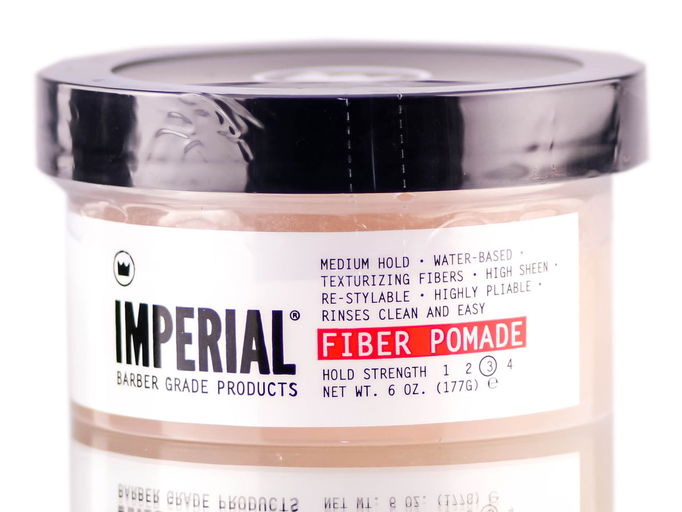 IMPERIAL®
BARBER GRADE PRODUCTS
MEDIUM HOLD · WATER-BASED ·
TEXTURIZING FIBERS · HIGH SHEEN ·
RE-STYLABLE · HIGHLY PLIABLE ·
RINSES CLEAN AND EASY
FIBER POMADE
HOLD STRENGTH 1 2 3 4
NET WT. 6 OZ. (177G) ℮